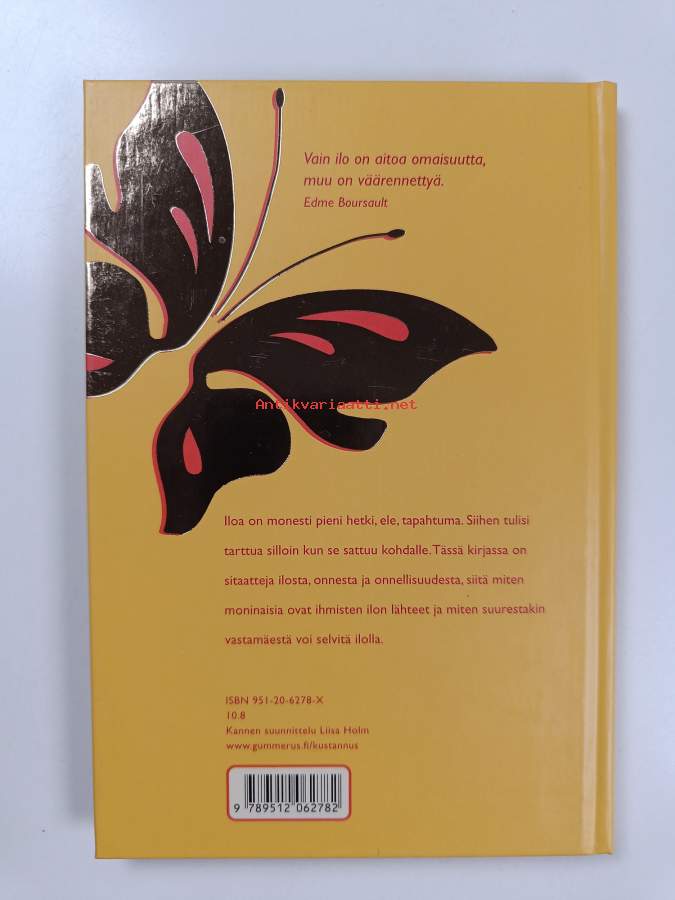 Vain ilo on aitoa omaisuutta,
muu on väärennettyä.
Edme Boursault
Antikvariaatti.net
Iloa on monesti pieni hetki, ele, tapahtuma. Siihen tulisi
tarttua silloin kun se sattuu kohdalle. Tässä kirjassa on
sitaatteja ilosta, onnesta ja onnellisuudesta, siitä miten
moninaisia ovat ihmisten ilon lähteet ja miten suurestakin
vastamäestä voi selvitä ilolla.
ISBN 951-20-6278-X
10.8
Kannen suunnittelu Liisa Holm
www.gummerus.fi/kustannus
9 789512 062782